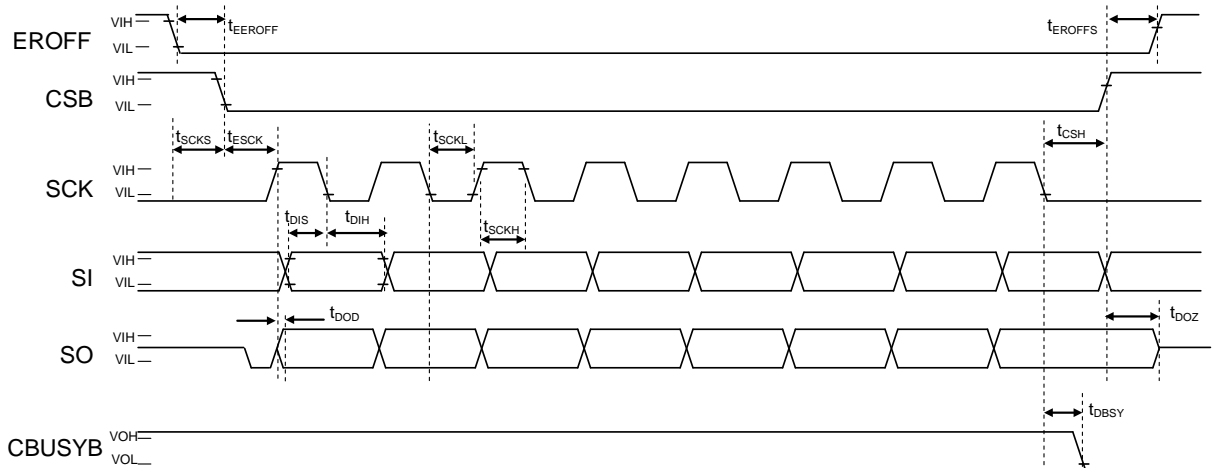 VIH
tEEROFF
tEROFFS
EROFF
VIL
VIH
CSB
VIL
tSCKS
tESCK
tSCKL
tCSH
VIH
SCK
VIL
tDIS
tDIH
tSCKH
VIH
SI
VIL
tDOD
tDOZ
VIH
SO
VIL
tDBSY
VOH
CBUSYB
VOL